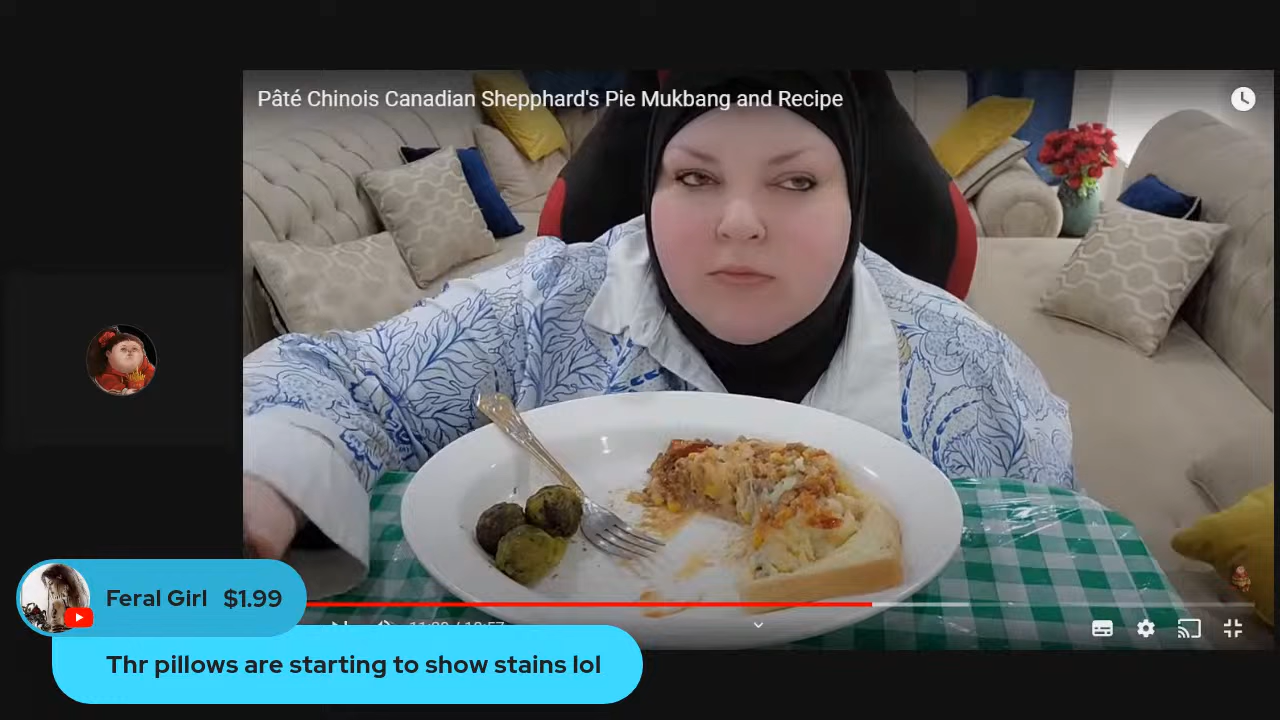 Pâté Chinois Canadian Shepphard's Pie Mukbang and Recipe
Feral Girl $1.99
Thr pillows are starting to show stains lol